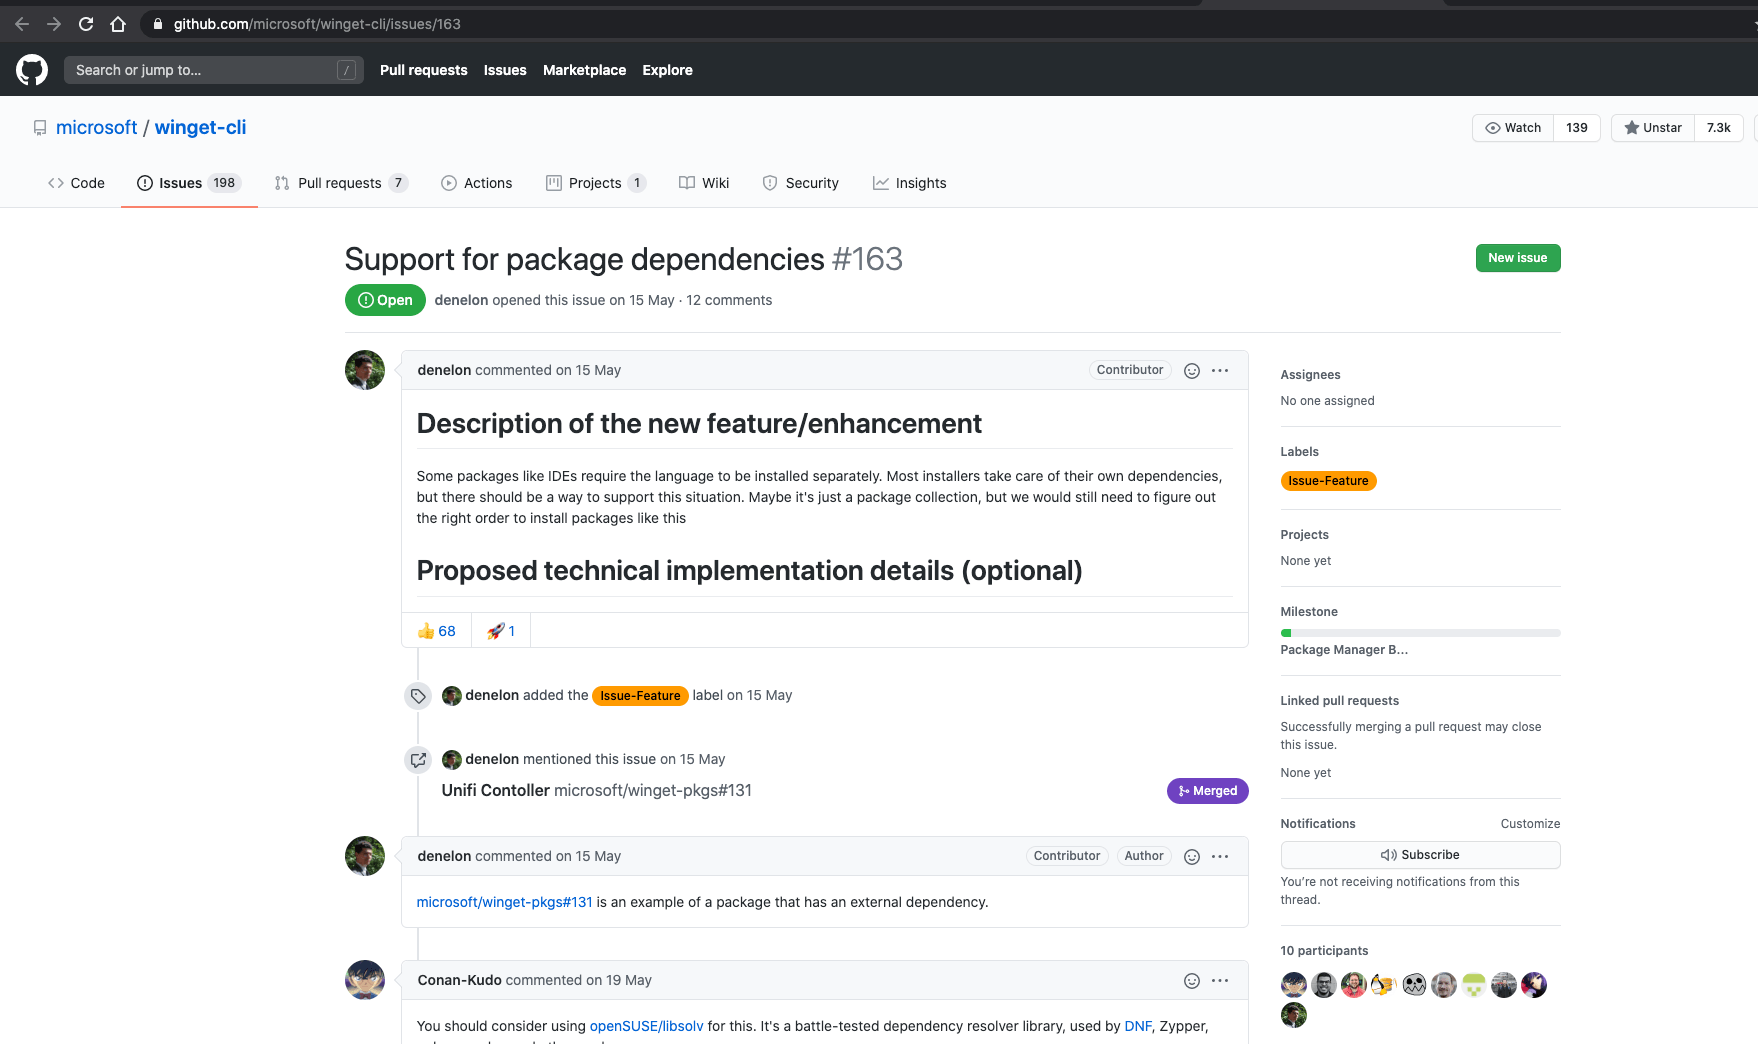 github.com/microsoft/winget-cli/issues/163
Search or jump to... /
Pull requests Issues Marketplace Explore
microsoft / winget-cli
Watch 139 Unstar 7.3k
Code Issues 198 Pull requests 7 Actions Projects 1 Wiki Security Insights
Support for package dependencies #163
New issue
Open denelon opened this issue on 15 May · 12 comments
denelon commented on 15 May Contributor
Description of the new feature/enhancement
Some packages like IDEs require the language to be installed separately. Most installers take care of their own dependencies,
but there should be a way to support this situation. Maybe it's just a package collection, but we would still need to figure out
the right order to install packages like this
Proposed technical implementation details (optional)
👍 68 🚀 1
denelon added the Issue-Feature label on 15 May
denelon mentioned this issue on 15 May
Unifi Contoller microsoft/winget-pkgs#131
Merged
denelon commented on 15 May Contributor Author
microsoft/winget-pkgs#131 is an example of a package that has an external dependency.
Conan-Kudo commented on 19 May
You should consider using openSUSE/libsolv for this. It's a battle-tested dependency resolver library, used by DNF, Zypper,
Assignees
No one assigned
Labels
Issue-Feature
Projects
None yet
Milestone
Package Manager B...
Linked pull requests
Successfully merging a pull request may close
this issue.
None yet
Notifications Customize
Subscribe
You're not receiving notifications from this
thread.
10 participants